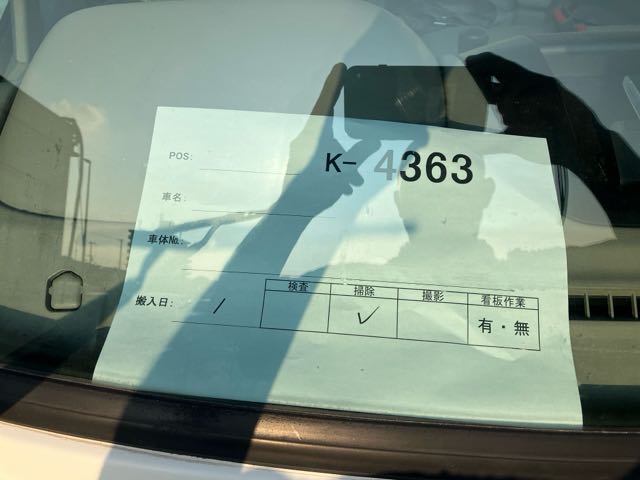 K-4363
POS:
車名:
車体No.:
検査 掃除 撮影 看板作業
搬入日: / ✓ 有・無